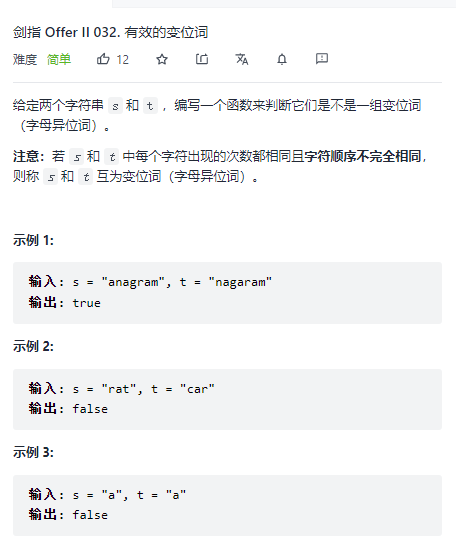 剑指 Offer II 032. 有效的变位词
难度 简单 12
给定两个字符串 s 和 t ，编写一个函数来判断它们是不是一组变位词
（字母异位词）。
注意：若 s 和 t 中每个字符出现的次数都相同且字符顺序不完全相同，
则称 s 和 t 互为变位词（字母异位词）。
示例 1:
输入: s = "anagram", t = "nagaram"
输出: true
示例 2:
输入: s = "rat", t = "car"
输出: false
示例 3:
输入: s = "a", t = "a"
输出: false